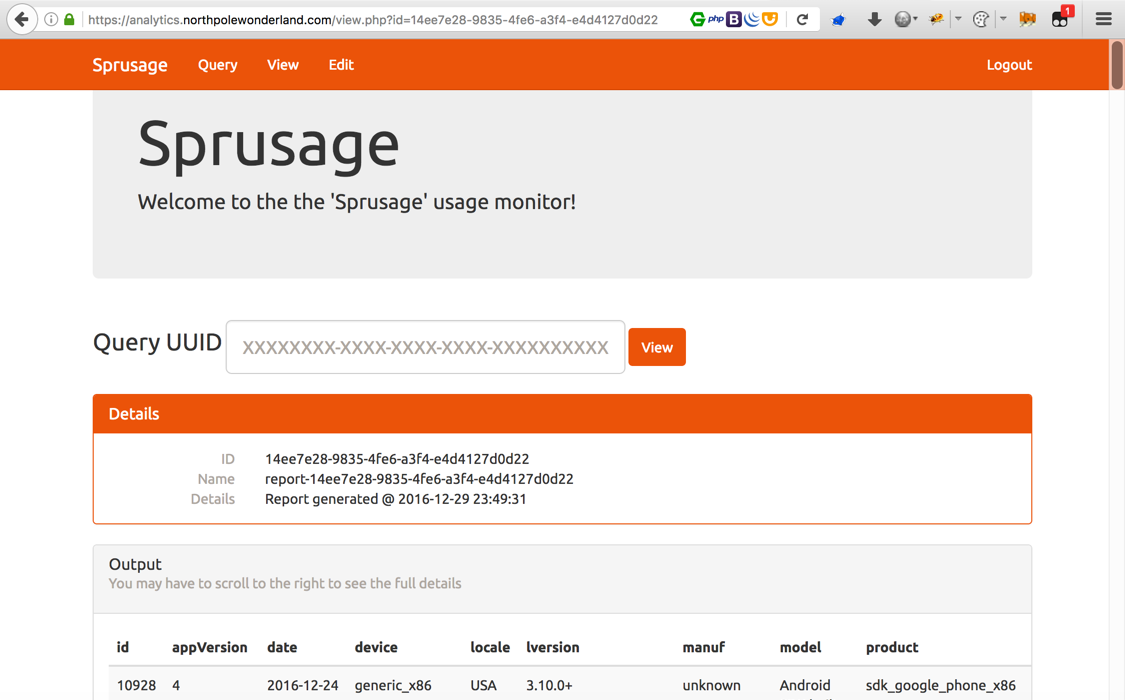 https://analytics.northpolewonderland.com/view.php?id=14ee7e28-9835-4fe6-a3f4-e4d4127d0d22
php
B
1
Sprusage Query View Edit Logout
Sprusage
Welcome to the the 'Sprusage' usage monitor!
Query UUID XXXXXXXX-XXXX-XXXX-XXXX-XXXXXXXXXX View
Details
ID 14ee7e28-9835-4fe6-a3f4-e4d4127d0d22
Name report-14ee7e28-9835-4fe6-a3f4-e4d4127d0d22
Details Report generated @ 2016-12-29 23:49:31
Output
You may have to scroll to the right to see the full details
id appVersion date device locale lversion manuf model product
10928 4 2016-12-24 generic_x86 USA 3.10.0+ unknown Android sdk_google_phone_x86